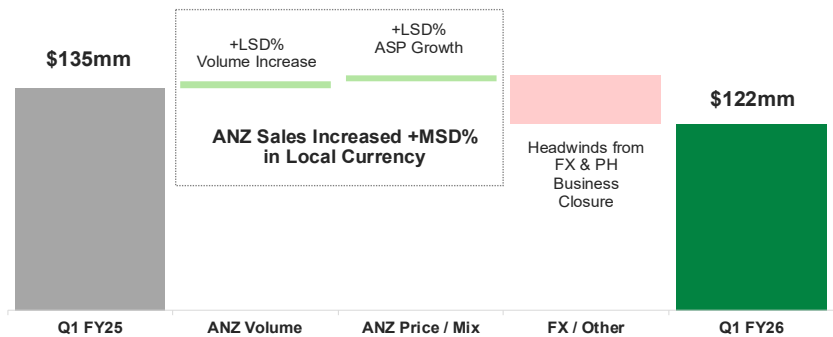 $135mm
+LSD%
Volume Increase
+LSD%
ASP Growth
ANZ Sales Increased +MSD%
in Local Currency
Headwinds from
FX & PH
Business
Closure
$122mm
Q1 FY25
ANZ Volume
ANZ Price / Mix
FX / Other
Q1 FY26